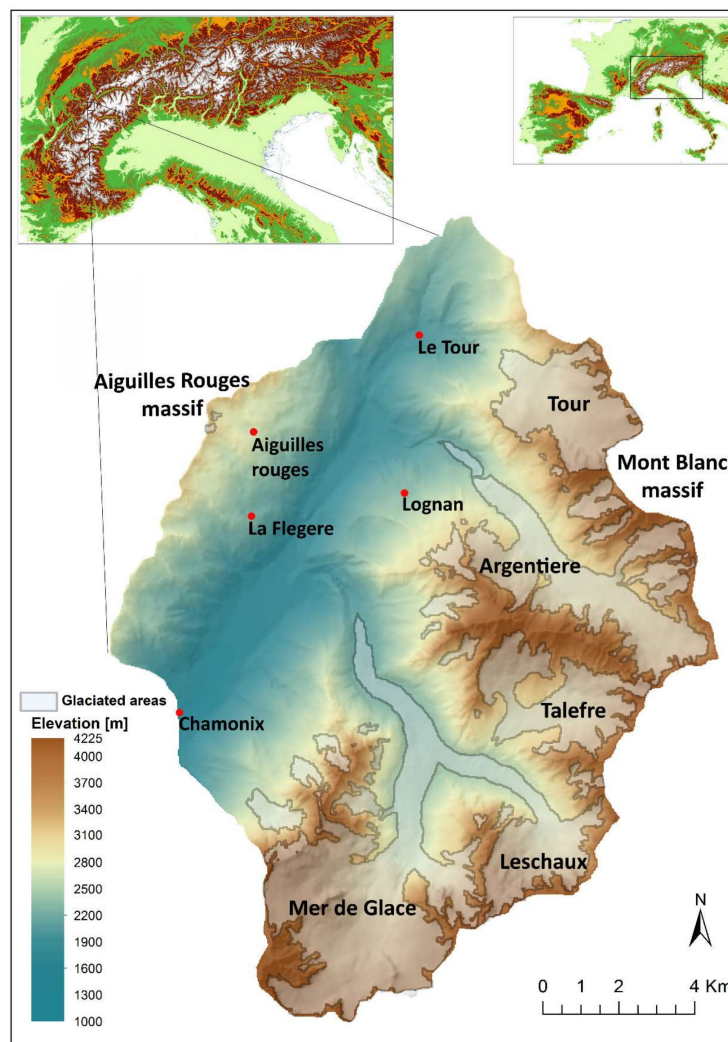 Le Tour
Aiguilles Rouges
massif
Tour
Aiguilles
rouges
Mont Blanc
massif
Lognan
La Flegere
Argentiere
Glaciated areas
Talefre
Elevation [m]
Chamonix
4225
4000
3700
3400
3100
2800
2500
2200
1900
1600
1300
1000
Leschaux
Mer de Glace
N
0 1 2 4 Km